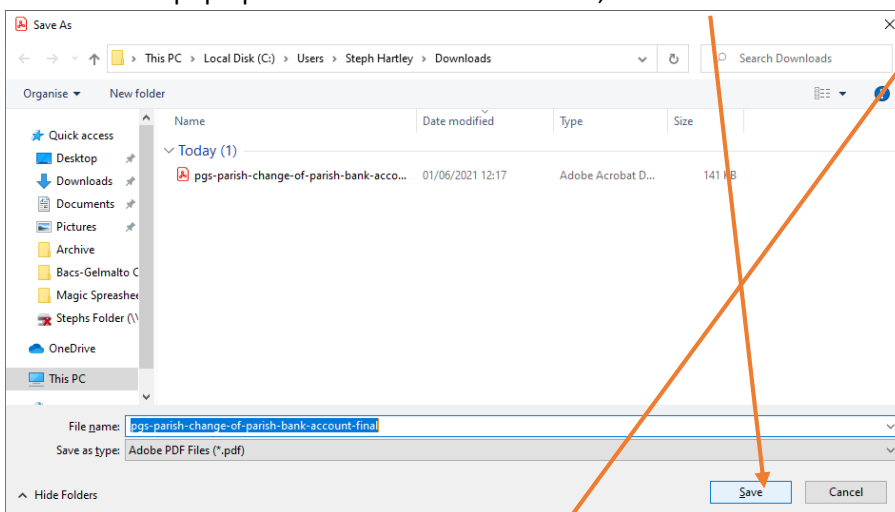 Save As
This PC > Local Disk (C:) > Users > Steph Hartley > Downloads
Search Downloads
Organise
New folder
Name
Date modified
Type
Size
Quick access
Desktop
Downloads
Documents
Pictures
Archive
Bacs-Gelmalto C
Magic Spreashee
Stephs Folder (\\
OneDrive
This PC
Today (1)
pgs-parish-change-of-parish-bank-acco... 01/06/2021 12:17 Adobe Acrobat D... 141 KB
File name: pgs-parish-change-of-parish-bank-account-final
Save as type: Adobe PDF Files (*.pdf)
Hide Folders
Save
Cancel